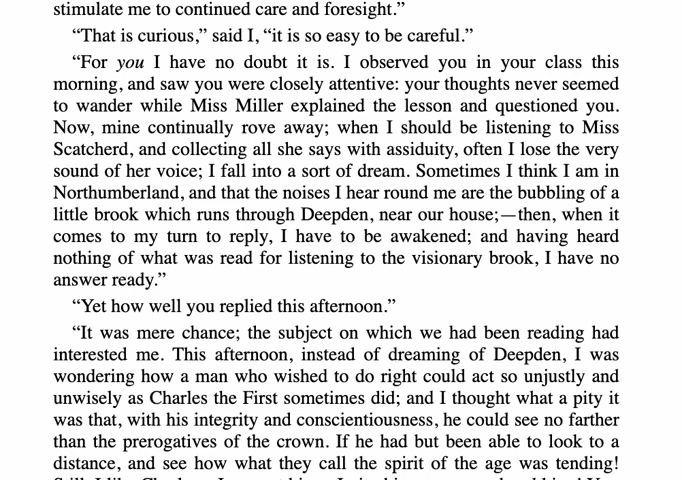 stimulate me to continued care and foresight.”
“That is curious,” said I, “it is so easy to be careful.”
“For you I have no doubt it is. I observed you in your class this
morning, and saw you were closely attentive: your thoughts never seemed
to wander while Miss Miller explained the lesson and questioned you.
Now, mine continually rove away; when I should be listening to Miss
Scatcherd, and collecting all she says with assiduity, often I lose the very
sound of her voice; I fall into a sort of dream. Sometimes I think I am in
Northumberland, and that the noises I hear round me are the bubbling of a
little brook which runs through Deepden, near our house;—then, when it
comes to my turn to reply, I have to be awakened; and having heard
nothing of what was read for listening to the visionary brook, I have no
answer ready.”
“Yet how well you replied this afternoon.”
“It was mere chance; the subject on which we had been reading had
interested me. This afternoon, instead of dreaming of Deepden, I was
wondering how a man who wished to do right could act so unjustly and
unwisely as Charles the First sometimes did; and I thought what a pity it
was that, with his integrity and conscientiousness, he could see no farther
than the prerogatives of the crown. If he had but been able to look to a
distance, and see how what they call the spirit of the age was tending!